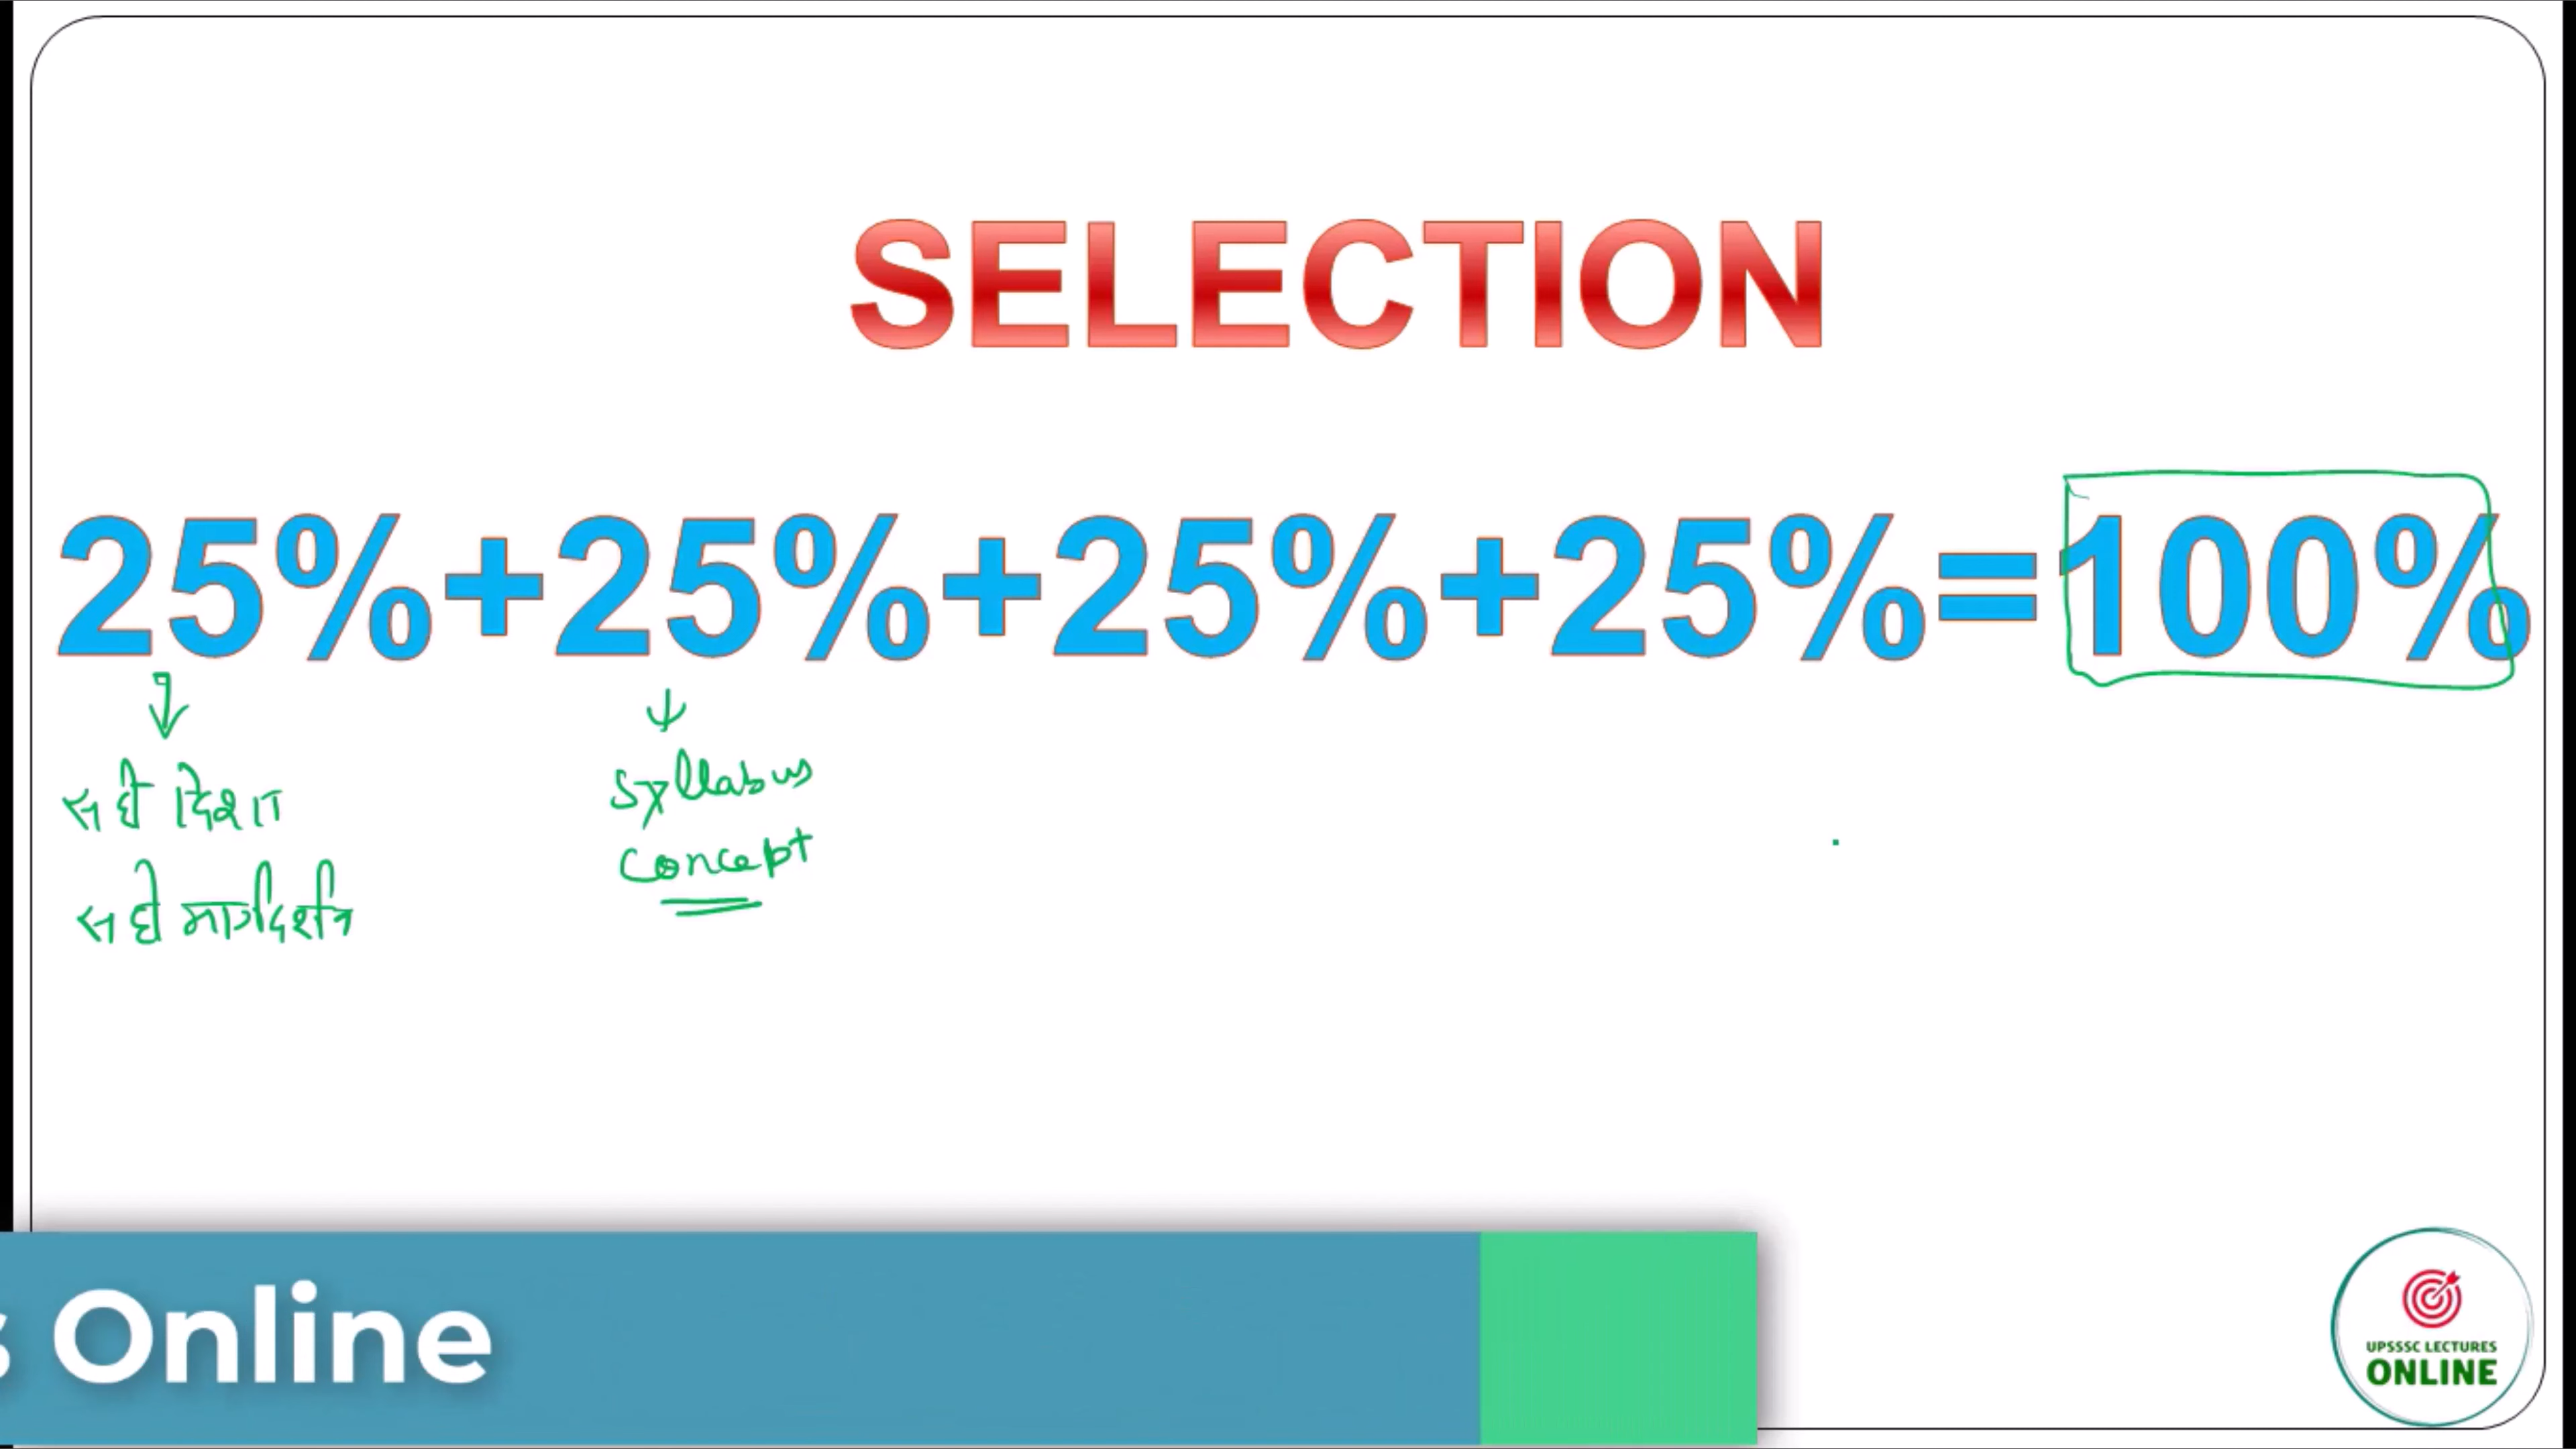 SELECTION
25%+25%+25%+25%=100%
सही दिशा
सही मार्गदर्शन
Syllabus
Concept
s Online
UPSSSC LECTURES
ONLINE